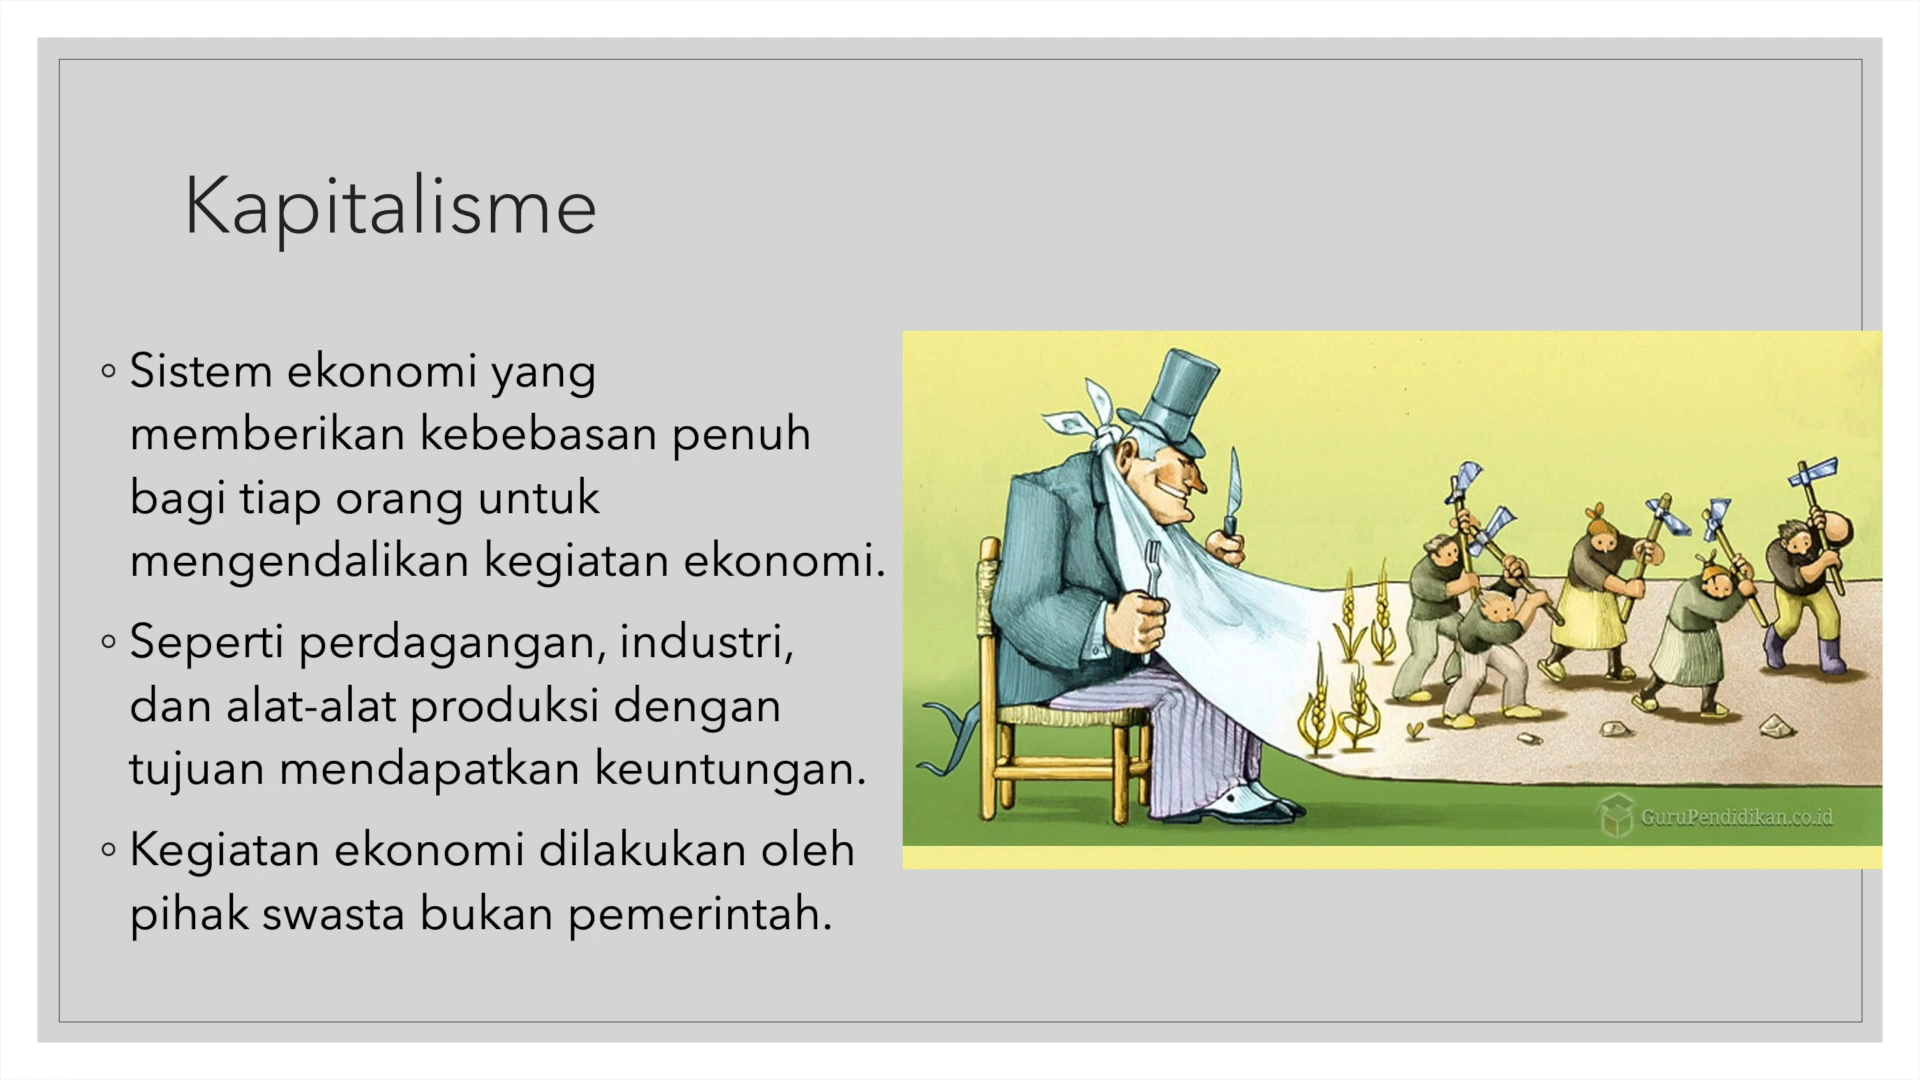 Kapitalisme
◦ Sistem ekonomi yang
memberikan kebebasan penuh
bagi tiap orang untuk
mengendalikan kegiatan ekonomi.
◦ Seperti perdagangan, industri,
dan alat-alat produksi dengan
tujuan mendapatkan keuntungan.
◦ Kegiatan ekonomi dilakukan oleh
pihak swasta bukan pemerintah.
GuruPendidikan.co.id